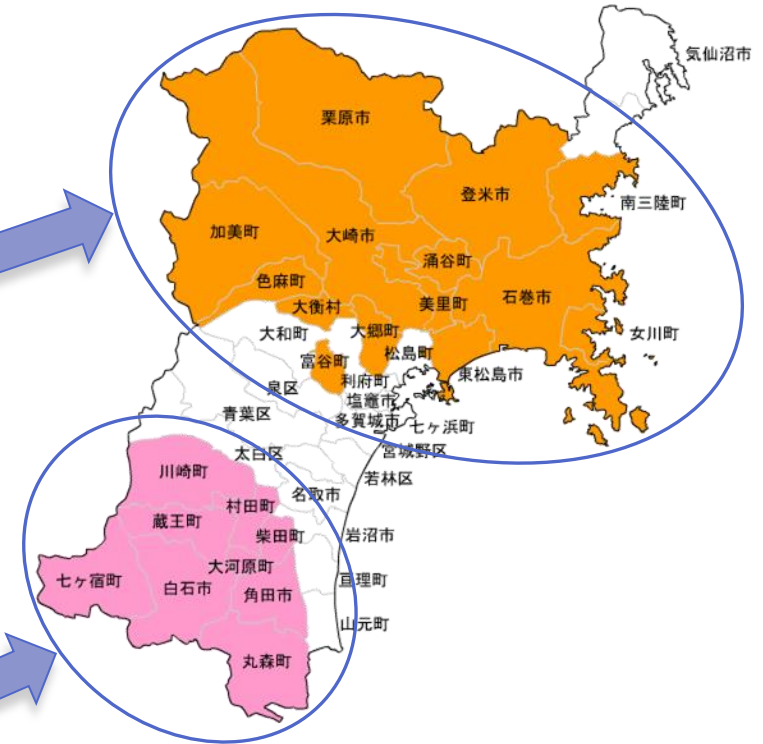 気仙沼市
栗原市
登米市
南三陸町
加美町
大崎市
涌谷町
色麻町
美里町
石巻市
大衡村
大和町
大郷町
女川町
富谷町
松島町
東松島市
利府町
泉区
塩竈市
青葉区
多賀城市
七ヶ浜町
太白区
宮城野区
川崎町
若林区
名取市
村田町
蔵王町
柴田町
岩沼市
大河原町
七ヶ宿町
白石市
角田市
亘理町
山元町
丸森町